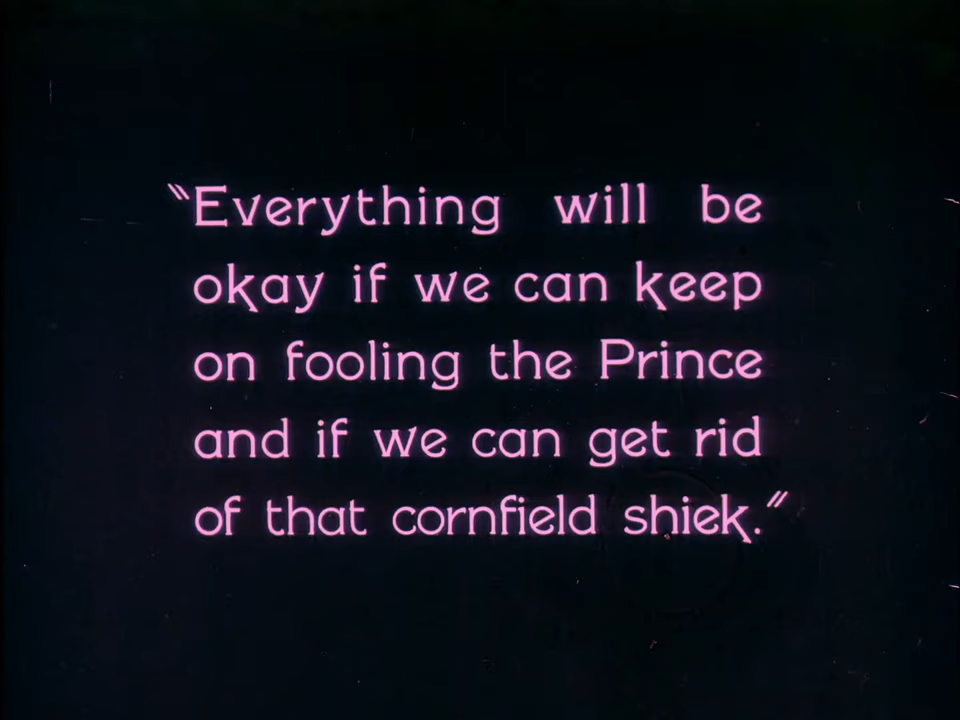 "Everything will be
okay if we can keep
on fooling the Prince
and if we can get rid
of that cornfield shiek."